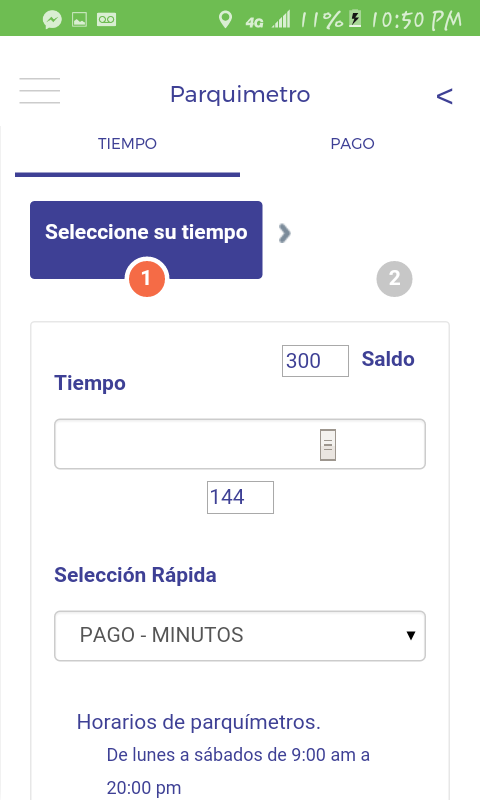 4G 11% 10:50 PM
Parquimetro <
TIEMPO PAGO
Seleccione su tiempo
1 2
300 Saldo
Tiempo
144
Selección Rápida
PAGO - MINUTOS
Horarios de parquímetros.
De lunes a sábados de 9:00 am a
20:00 pm